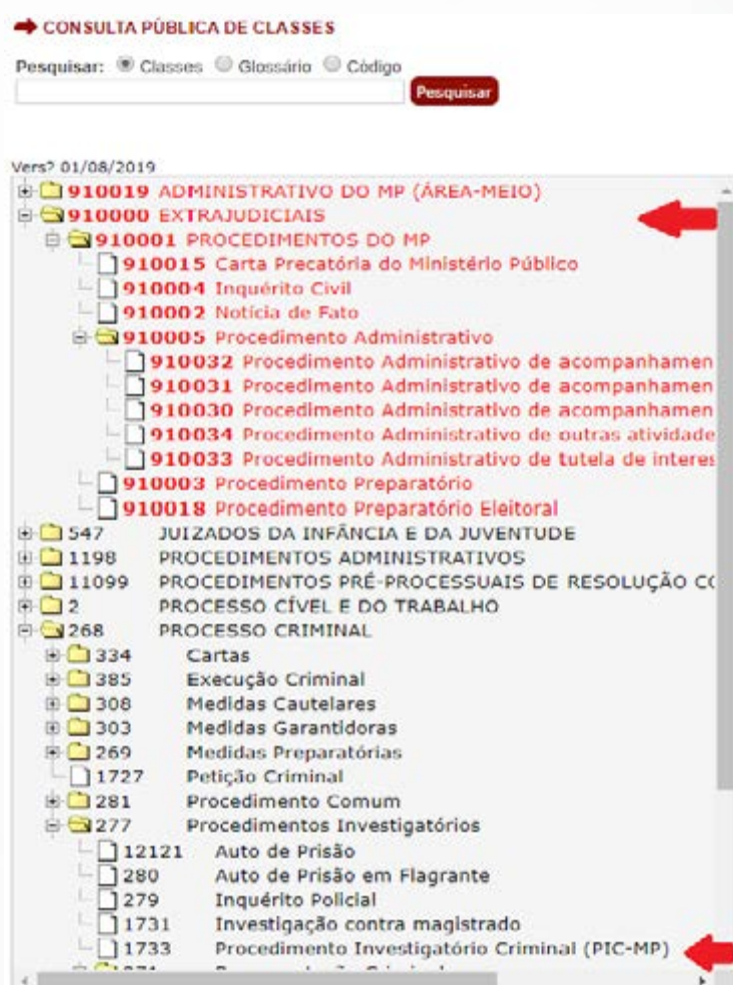 CONSULTA PÚBLICA DE CLASSES
Pesquisar: Classes Glossário Código
Pesquisar
Vers? 01/08/2019
910019 ADMINISTRATIVO DO MP (ÁREA-MEIO)
910000 EXTRAJUDICIAIS
910001 PROCEDIMENTOS DO MP
910015 Carta Precatória do Ministério Público
910004 Inquérito Civil
910002 Notícia de Fato
910005 Procedimento Administrativo
910032 Procedimento Administrativo de acompanhamen
910031 Procedimento Administrativo de acompanhamen
910030 Procedimento Administrativo de acompanhamen
910034 Procedimento Administrativo de outras atividade
910033 Procedimento Administrativo de tutela de interes
910003 Procedimento Preparatório
910018 Procedimento Preparatório Eleitoral
547 JUIZADOS DA INFÂNCIA E DA JUVENTUDE
1198 PROCEDIMENTOS ADMINISTRATIVOS
11099 PROCEDIMENTOS PRÉ-PROCESSUAIS DE RESOLUÇÃO CO
2 PROCESSO CÍVEL E DO TRABALHO
268 PROCESSO CRIMINAL
334 Cartas
385 Execução Criminal
308 Medidas Cautelares
303 Medidas Garantidoras
269 Medidas Preparatórias
1727 Petição Criminal
281 Procedimento Comum
277 Procedimentos Investigatórios
12121 Auto de Prisão
280 Auto de Prisão em Flagrante
279 Inquérito Policial
1731 Investigação contra magistrado
1733 Procedimento Investigatório Criminal (PIC-MP)